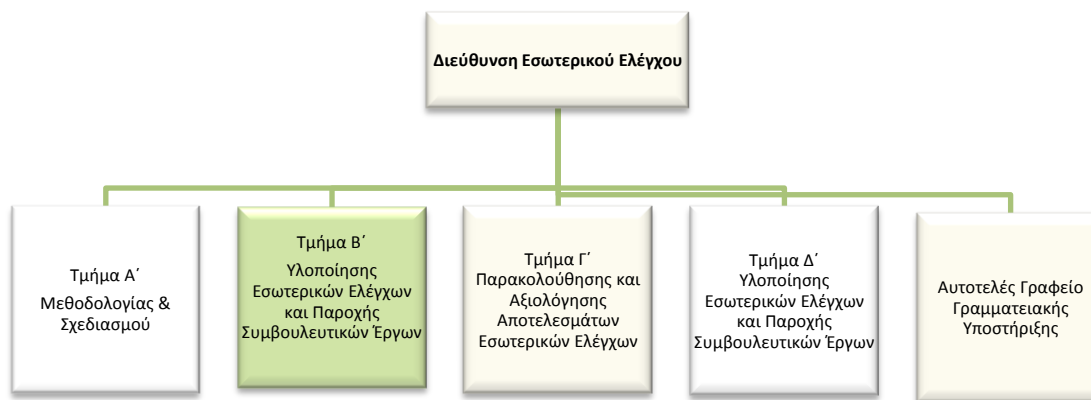 Διεύθυνση Εσωτερικού Ελέγχου
Τμήμα Α΄
Μεθοδολογίας &
Σχεδιασμού
Τμήμα Β΄
Υλοποίησης
Εσωτερικών Ελέγχων
και Παροχής
Συμβουλευτικών Έργων
Τμήμα Γ΄
Παρακολούθησης και
Αξιολόγησης
Αποτελεσμάτων
Εσωτερικών Ελέγχων
Τμήμα Δ΄
Υλοποίησης
Εσωτερικών Ελέγχων
και Παροχής
Συμβουλευτικών Έργων
Αυτοτελές Γραφείο
Γραμματειακής
Υποστήριξης